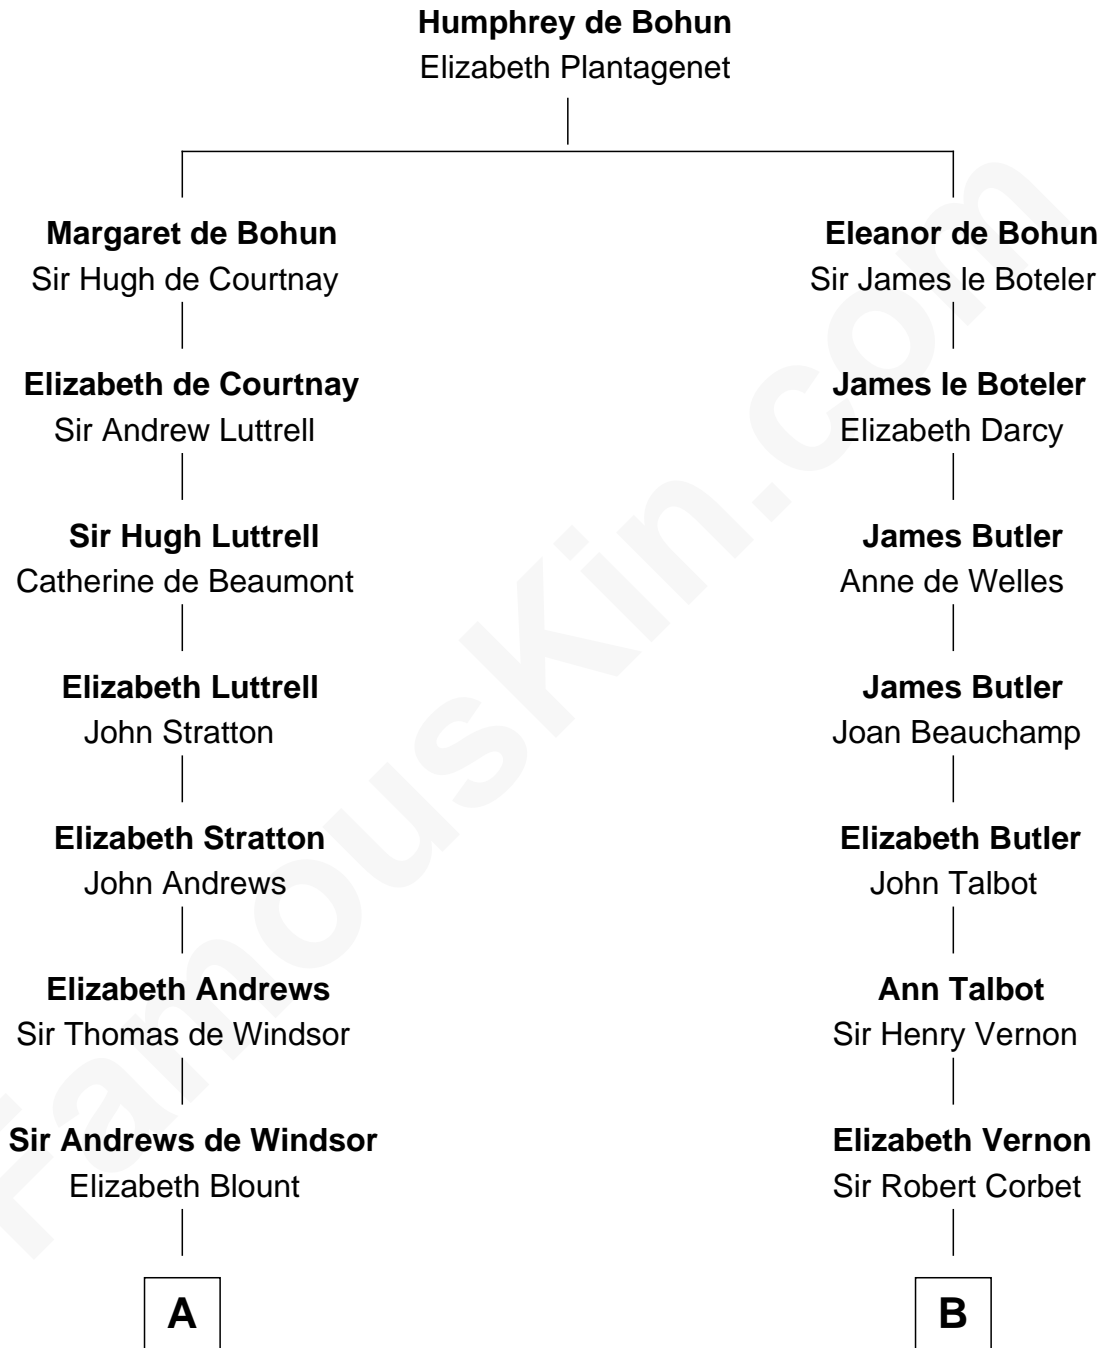 Humphrey de Bohun
Elizabeth Plantagenet
Margaret de Bohun
Sir Hugh de Courtnay
Eleanor de Bohun
Sir James le Boteler
Elizabeth de Courtnay
Sir Andrew Luttrell
James le Boteler
Elizabeth Darcy
Sir Hugh Luttrell
Catherine de Beaumont
James Butler
Anne de Welles
Elizabeth Luttrell
John Stratton
James Butler
Joan Beauchamp
Elizabeth Stratton
John Andrews
Elizabeth Butler
John Talbot
Elizabeth Andrews
Sir Thomas de Windsor
Ann Talbot
Sir Henry Vernon
Sir Andrews de Windsor
Elizabeth Blount
Elizabeth Vernon
Sir Robert Corbet
A
B
FamousKin.com